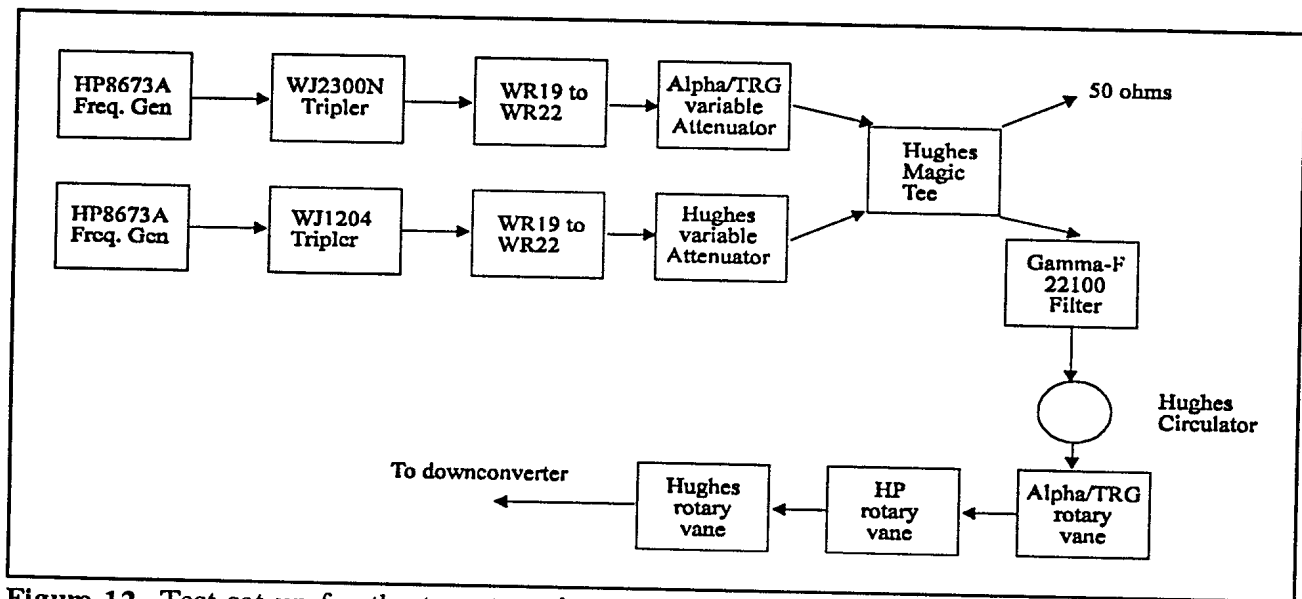 HP8673A
Freq. Gen
WJ2300N
Tripler
WR19 to
WR22
Alpha/TRG
variable
Attenuator
50 ohms
Hughes
Magic
Tee
HP8673A
Freq. Gen
WJ1204
Tripler
WR19 to
WR22
Hughes
variable
Attenuator
Gamma-F
22100
Filter
Hughes
Circulator
To downconverter
Hughes
rotary
vane
HP
rotary
vane
Alpha/TRG
rotary
vane
Figure 12. Test set-up for the